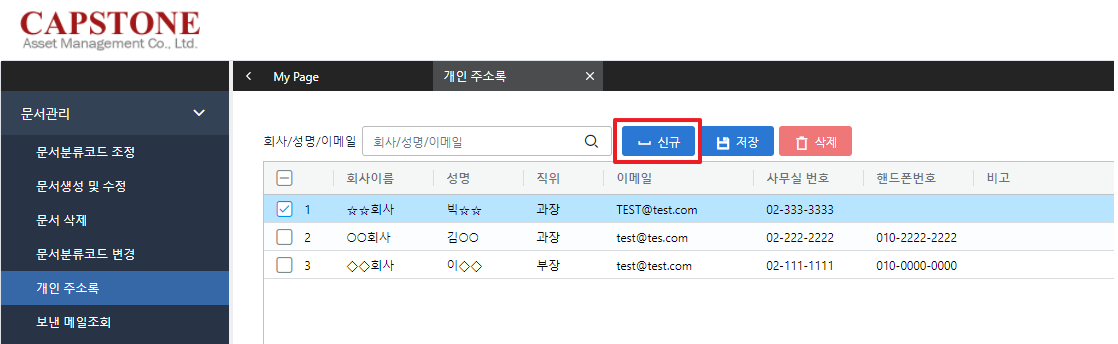 CAPSTONE
Asset Management Co., Ltd.
My Page 개인 주소록
문서관리
문서분류코드 조정
문서생성 및 수정
문서 삭제
문서분류코드 변경
개인 주소록
보낸 메일조회
회사/성명/이메일 회사/성명/이메일 신규 저장 삭제
회사이름 성명 직위 이메일 사무실 번호 핸드폰번호 비고
1 ☆☆회사 빅☆☆ 과장 TEST@test.com 02-333-3333
2 ○○회사 김○○ 과장 test@tes.com 02-222-2222 010-2222-2222
3 ◇◇회사 이◇◇ 부장 test@test.com 02-111-1111 010-0000-0000